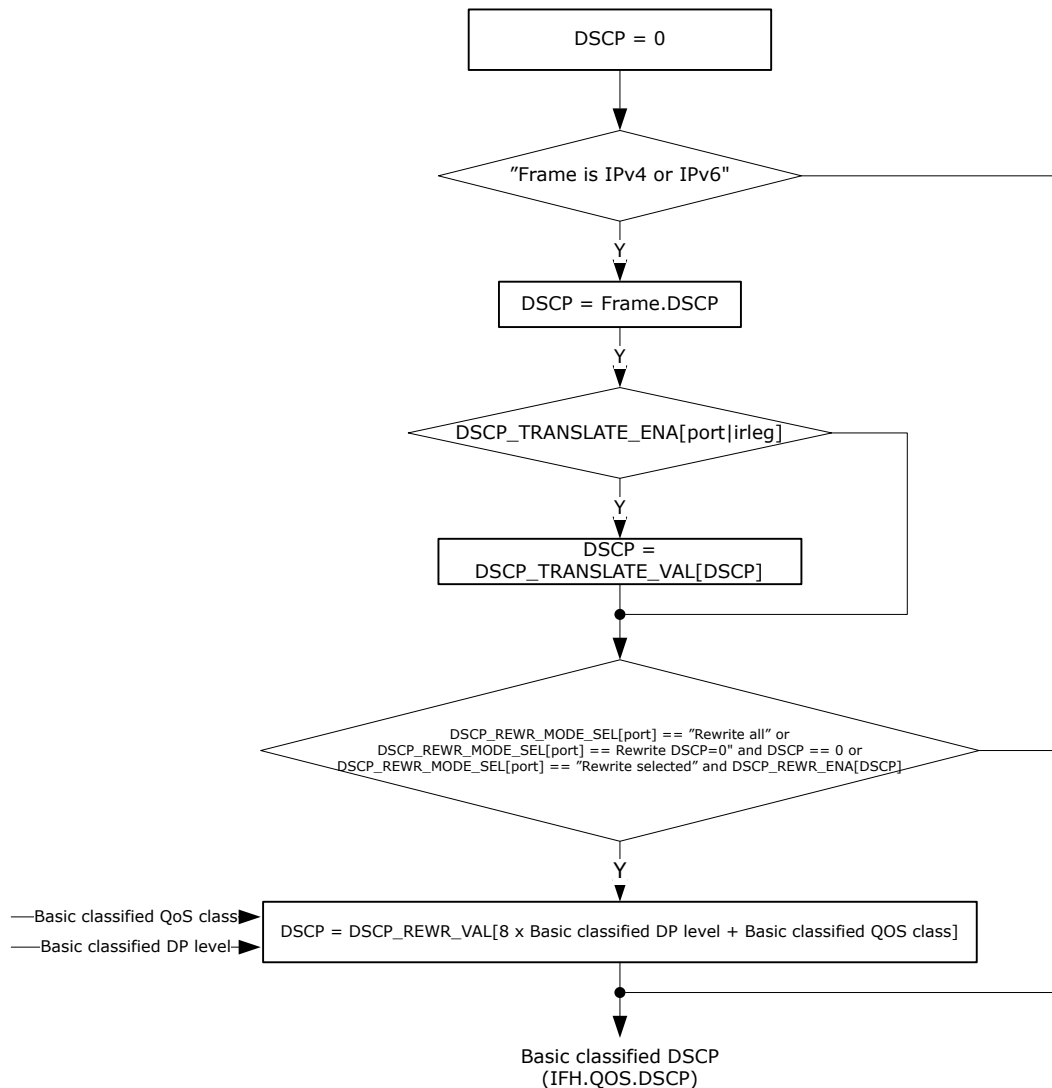 DSCP = 0
"Frame is IPv4 or IPv6"
Y
DSCP = Frame.DSCP
Y
DSCP_TRANSLATE_ENA[port|irleg]
Y
DSCP =
DSCP_TRANSLATE_VAL[DSCP]
DSCP_REWR_MODE_SEL[port] == "Rewrite all" or
DSCP_REWR_MODE_SEL[port] == Rewrite DSCP=0" and DSCP == 0 or
DSCP_REWR_MODE_SEL[port] == "Rewrite selected" and DSCP_REWR_ENA[DSCP]
Y
Basic classified QoS class
Basic classified DP level
DSCP = DSCP_REWR_VAL[8 x Basic classified DP level + Basic classified QOS class]
Basic classified DSCP
(IFH.QOS.DSCP)